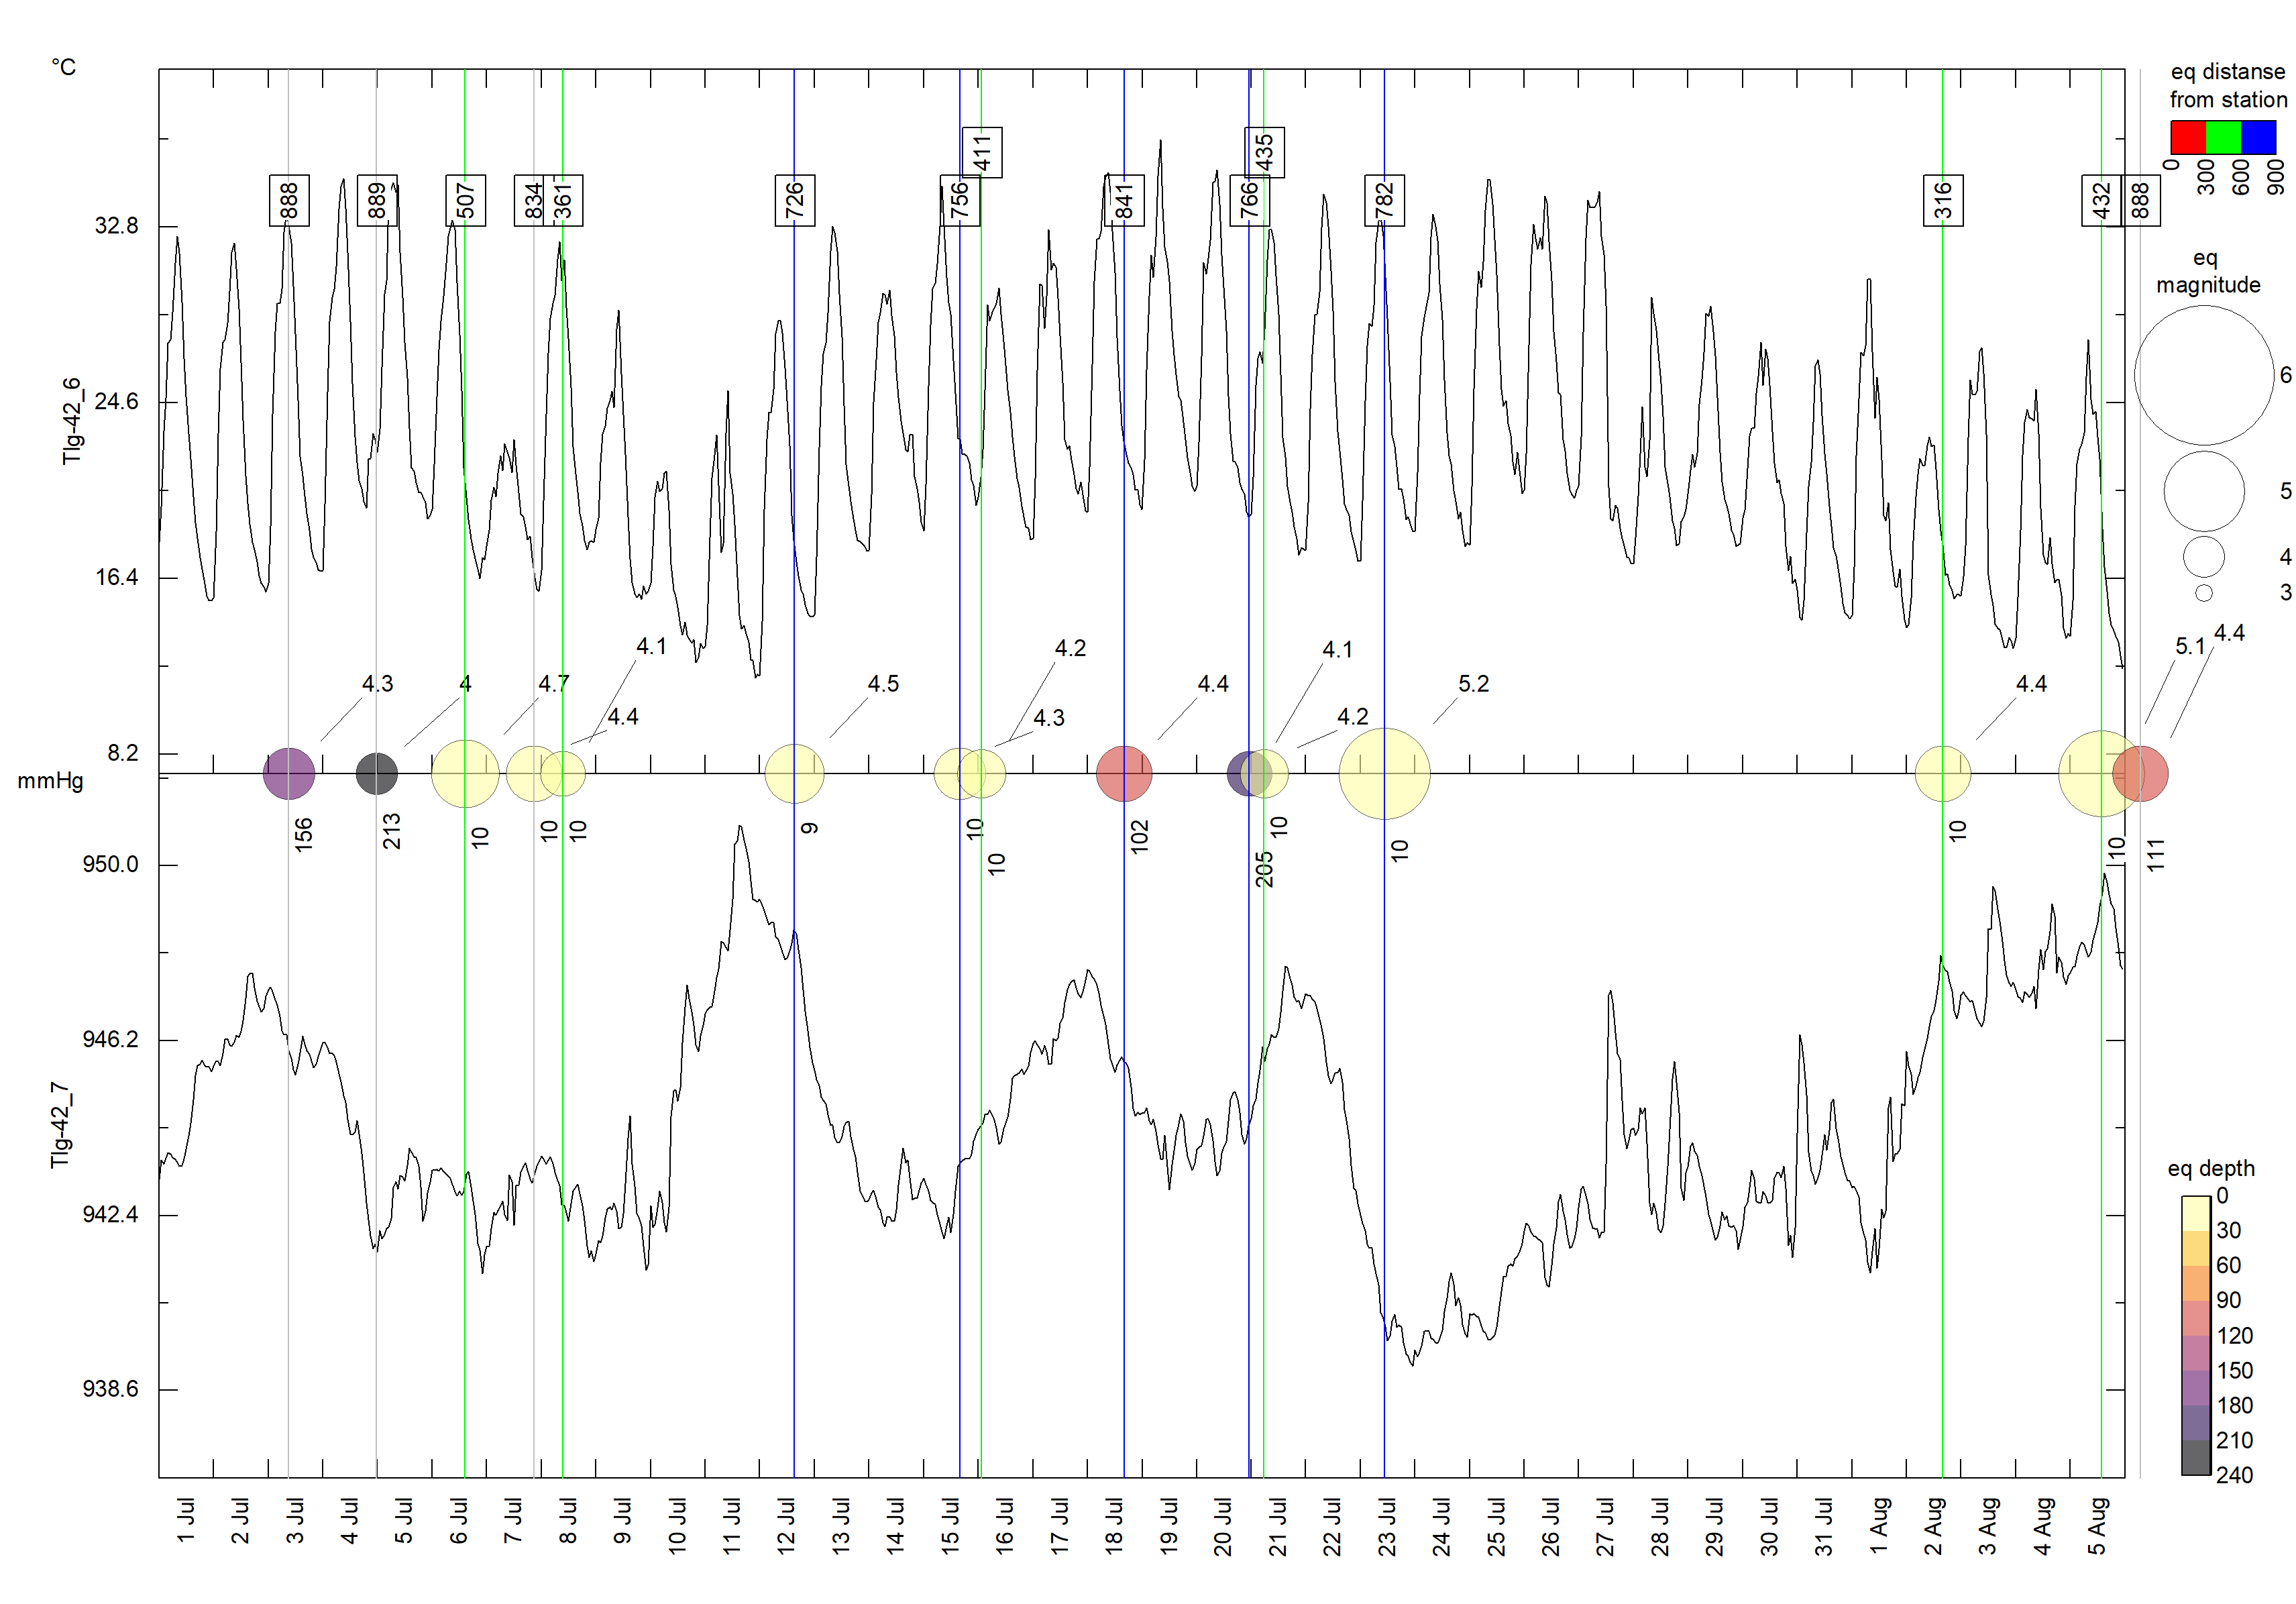 °C
eq distanse
from station
0
300
600
900
888
889
507
834
361
726
756
411
841
766
435
782
316
432
888
32.8
24.6
16.4
8.2
Tlg-42_6
eq
magnitude
6
5
4
3
4.3
4
4.7
4.4
4.1
4.5
4.3
4.2
4.4
4.1
4.2
5.2
4.4
5.1
4.4
mmHg
156
213
10
10
10
9
10
10
102
205
10
10
10
10
111
950.0
946.2
942.4
938.6
Tlg-42_7
eq depth
0
30
60
90
120
150
180
210
240
1 Jul
2 Jul
3 Jul
4 Jul
5 Jul
6 Jul
7 Jul
8 Jul
9 Jul
10 Jul
11 Jul
12 Jul
13 Jul
14 Jul
15 Jul
16 Jul
17 Jul
18 Jul
19 Jul
20 Jul
21 Jul
22 Jul
23 Jul
24 Jul
25 Jul
26 Jul
27 Jul
28 Jul
29 Jul
30 Jul
31 Jul
1 Aug
2 Aug
3 Aug
4 Aug
5 Aug